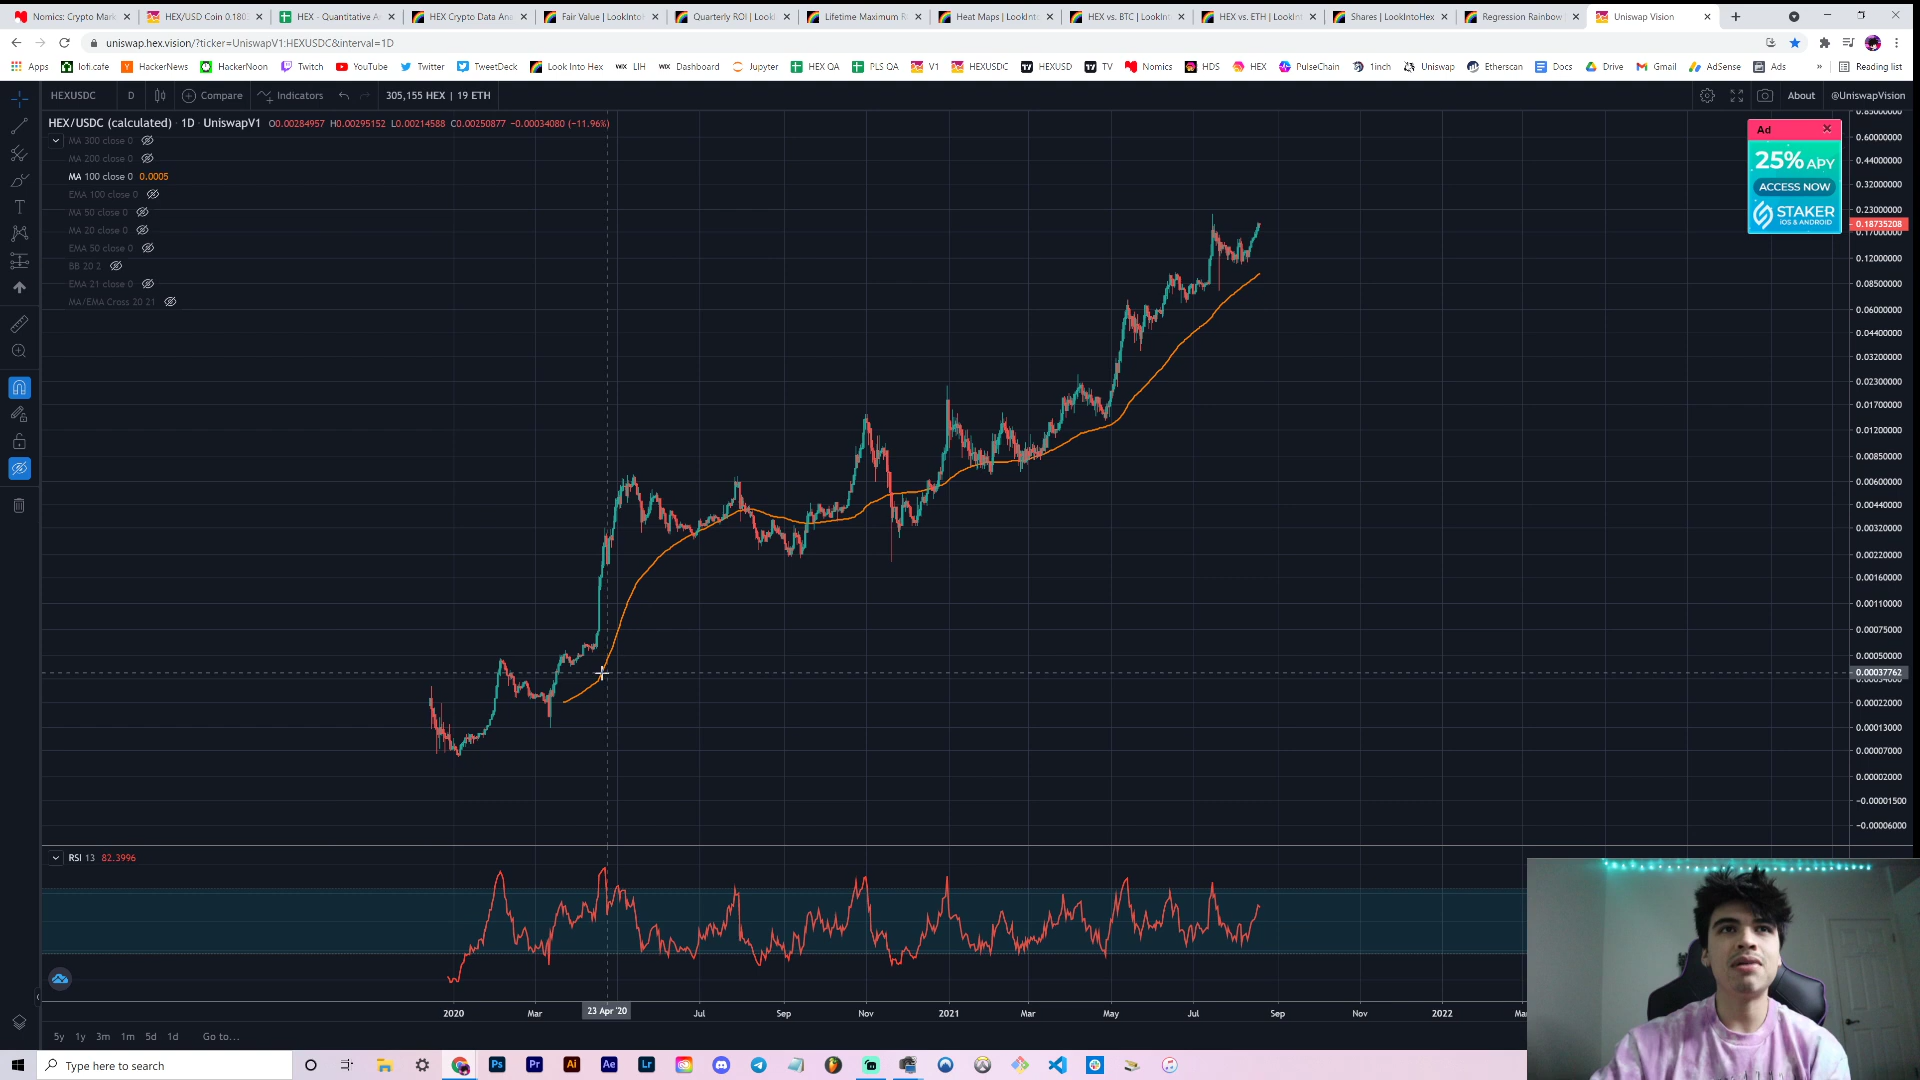 Nomics: Crypto Mark
HEX/USD Coin 0.180
HEX - Quantitative A
HEX Crypto Data Ana
Fair Value | LookIntoH
Quarterly ROI | Look
Lifetime Maximum R
Heat Maps | LookInto
HEX vs. BTC | LookInt
HEX vs. ETH | LookInt
Shares | LookIntoHex
Regression Rainbow
Uniswap Vision
uniswap.hex.vision/?ticker=UniswapV1:HEXUSDC&interval=1D
Apps lofi.cafe HackerNews HackerNoon Twitch YouTube Twitter TweetDeck Look Into Hex LIH Dashboard Jupyter HEX QA PLS QA V1 HEXUSDC HEXUSD TV Nomics HDS HEX PulseChain 1inch Uniswap Etherscan Docs Drive Gmail AdSense Ads » Reading list
HEXUSDC D Compare Indicators 305,155 HEX | 19 ETH About @UniswapVision
HEX/USDC (calculated) · 1D · UniswapV1 O0.00284957 H0.00295152 L0.00214588 C0.00250877 −0.00034080 (−11.96%)
MA 300 close 0
MA 200 close 0
MA 100 close 0 0.0005
EMA 100 close 0
MA 50 close 0
MA 20 close 0
EMA 50 close 0
BB 20 2
EMA 21 close 0
MA/EMA Cross 20 21
Ad
25% APY
ACCESS NOW
STAKER
iOS & ANDROID
0.60000000
0.44000000
0.32000000
0.23000000
0.18735208
0.17000000
0.12000000
0.08500000
0.06000000
0.04400000
0.03200000
0.02300000
0.01700000
0.01200000
0.00850000
0.00600000
0.00440000
0.00320000
0.00220000
0.00160000
0.00110000
0.00075000
0.00050000
0.00037762
0.00022000
0.00013000
0.00007000
−0.00002000
−0.00001500
−0.00006000
RSI 13 82.3996
2020 Mar 23 Apr '20 Jul Sep Nov 2021 Mar May Jul Sep Nov 2022 Ma
5y 1y 3m 1m 5d 1d Go to...
Type here to search
Ps Pr Ai Ae Lr